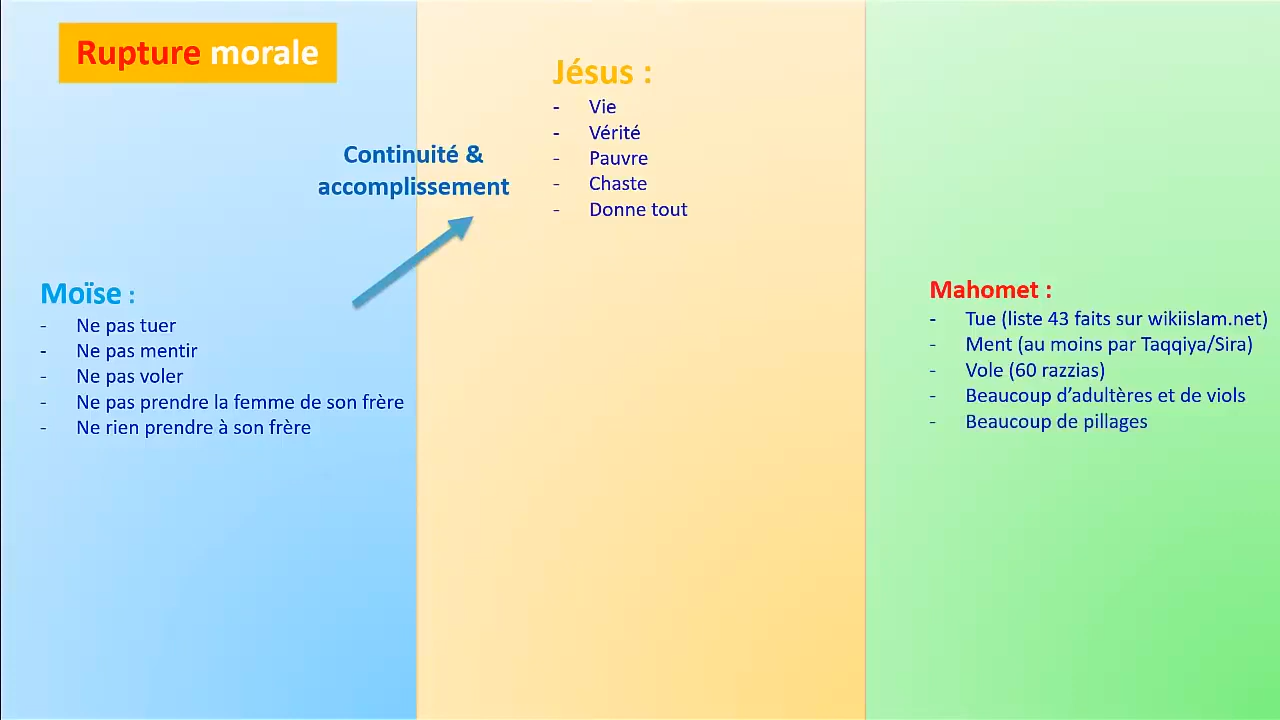 Rupture morale
Jésus :
- Vie
- Vérité
- Pauvre
- Chaste
- Donne tout
Continuité &
accomplissement
Moïse :
- Ne pas tuer
- Ne pas mentir
- Ne pas voler
- Ne pas prendre la femme de son frère
- Ne rien prendre à son frère
Mahomet :
- Tue (liste 43 faits sur wikiislam.net)
- Ment (au moins par Taqqiya/Sira)
- Vole (60 razzias)
- Beaucoup d’adultères et de viols
- Beaucoup de pillages